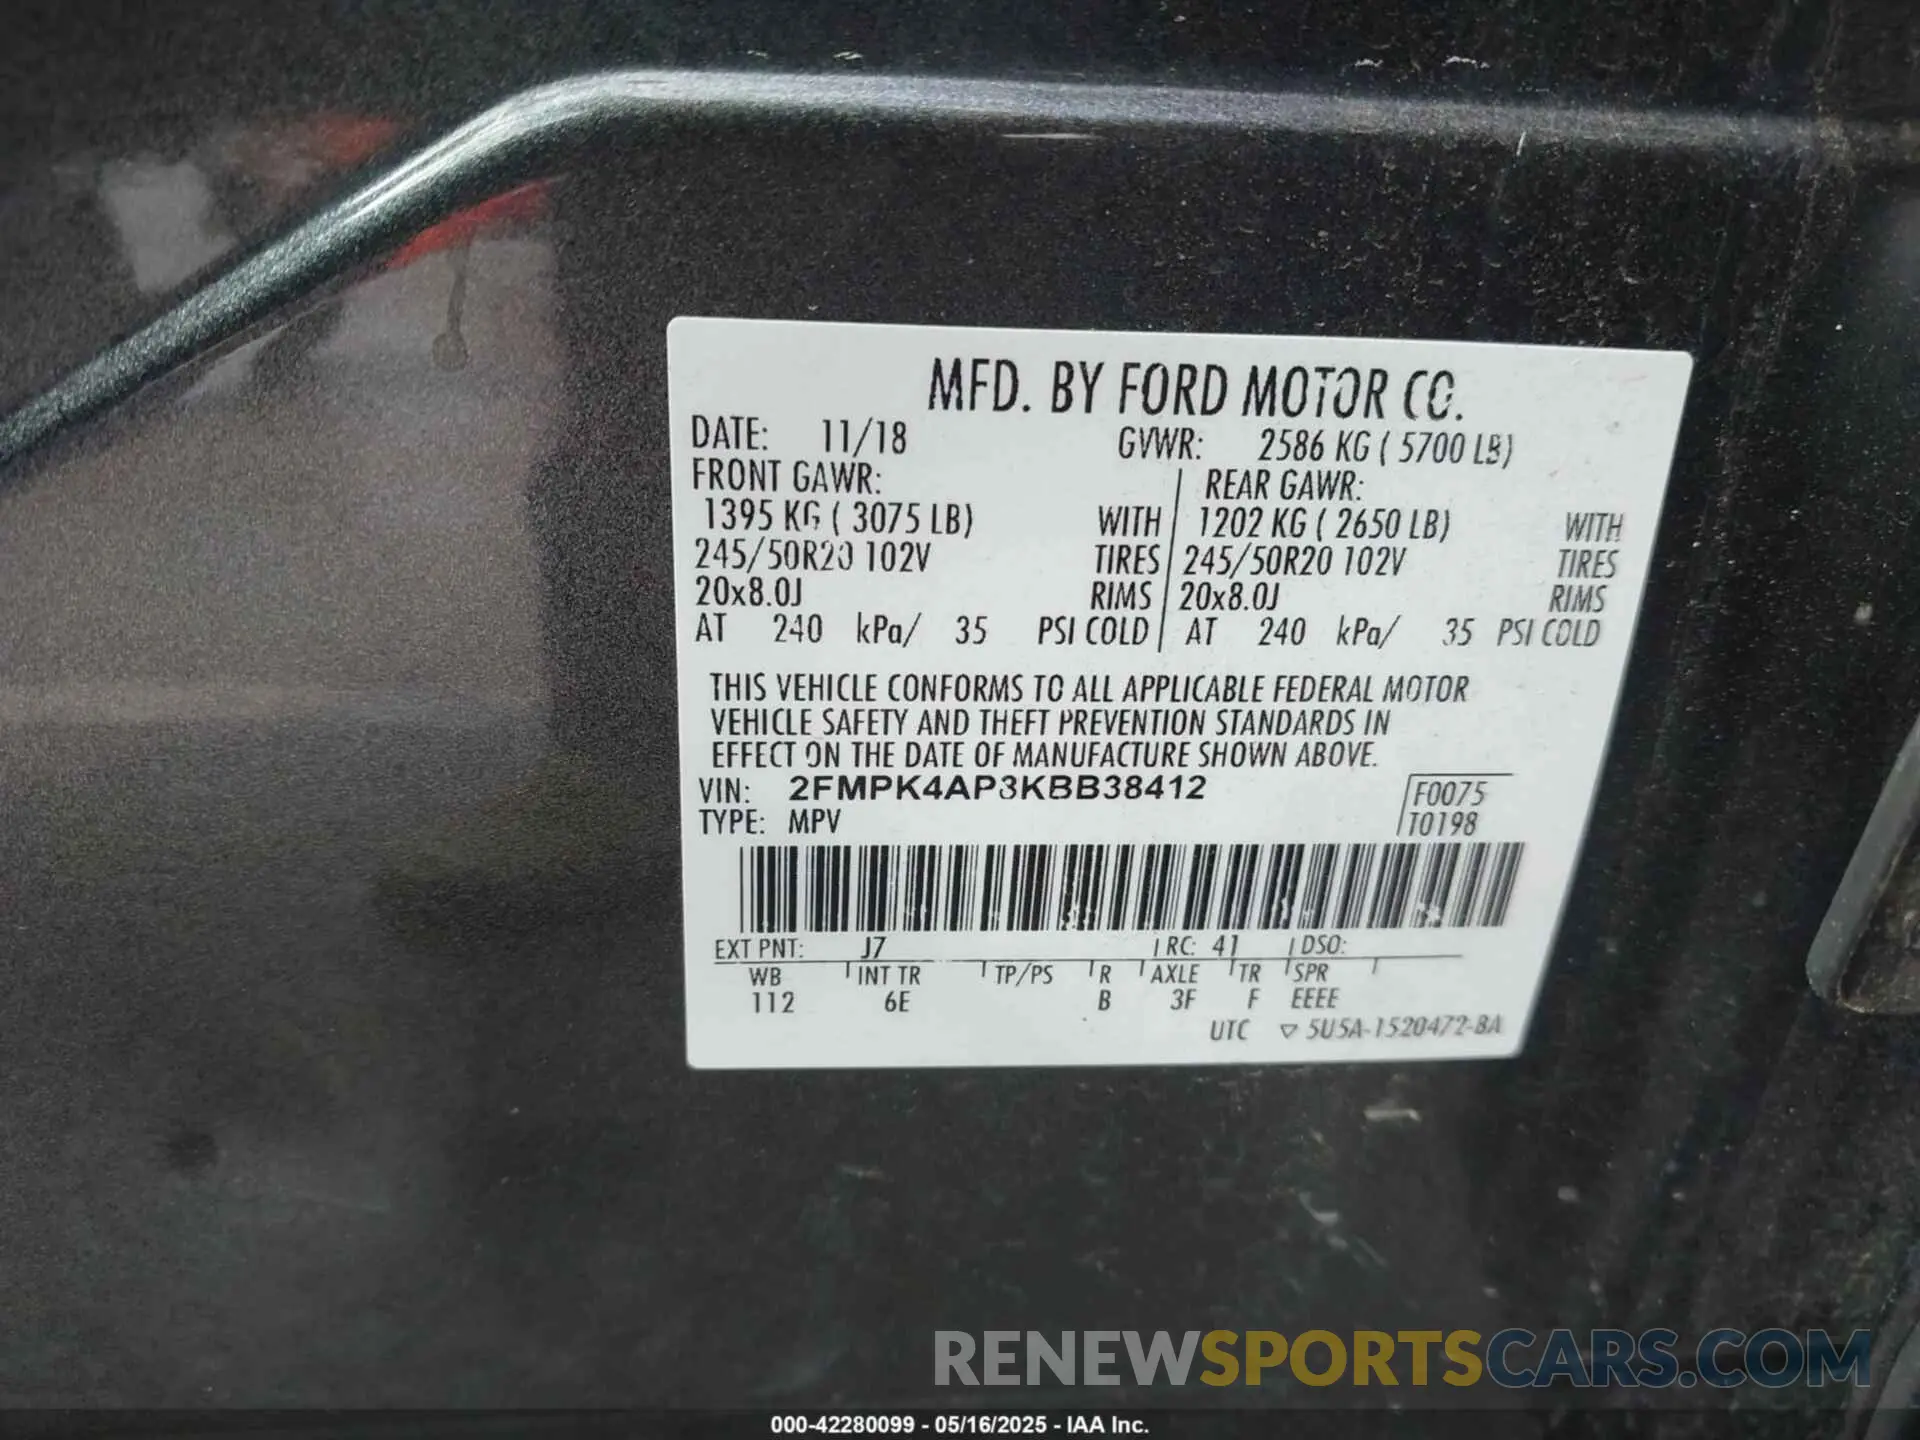 MFD. BY FORD MOTOR CO.
DATE: 11/18 GVWR: 2586 KG ( 5700 LB)
FRONT GAWR: REAR GAWR:
1395 KG ( 3075 LB) WITH 1202 KG ( 2650 LB) WITH
245/50R20 102V TIRES 245/50R20 102V TIRES
20x8.0J RIMS 20x8.0J RIMS
AT 240 kPa/ 35 PSI COLD AT 240 kPa/ 35 PSI COLD
THIS VEHICLE CONFORMS TO ALL APPLICABLE FEDERAL MOTOR
VEHICLE SAFETY AND THEFT PREVENTION STANDARDS IN
EFFECT ON THE DATE OF MANUFACTURE SHOWN ABOVE.
VIN: 2FMPK4AP3KBB38412 F0075
TYPE: MPV T0198
EXT PNT: J7 RC: 41 DSO:
WB INT TR TP/PS R AXLE TR SPR
112 6E B 3F F EEEE
UTC ▽ 5U5A-1520472-BA
RENEWSPORTSCARS.COM
000-42280099 - 05/16/2025 - IAA Inc.